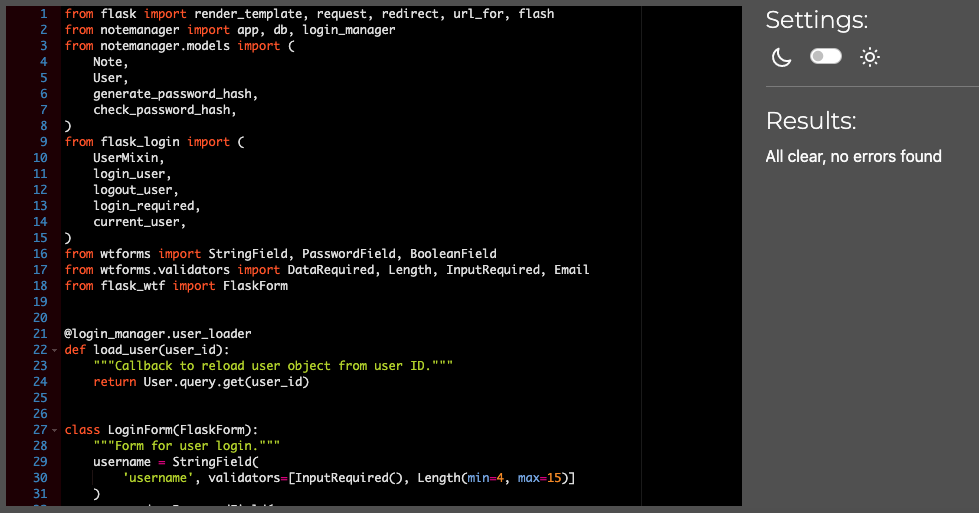 1 from flask import render_template, request, redirect, url_for, flash
2 from notemanager import app, db, login_manager
3 from notemanager.models import (
4     Note,
5     User,
6     generate_password_hash,
7     check_password_hash,
8 )
9 from flask_login import (
10     UserMixin,
11     login_user,
12     logout_user,
13     login_required,
14     current_user,
15 )
16 from wtforms import StringField, PasswordField, BooleanField
17 from wtforms.validators import DataRequired, Length, InputRequired, Email
18 from flask_wtf import FlaskForm
19
20
21 @login_manager.user_loader
22 def load_user(user_id):
23     """Callback to reload user object from user ID."""
24     return User.query.get(user_id)
25
26
27 class LoginForm(FlaskForm):
28     """Form for user login."""
29     username = StringField(
30         'username', validators=[InputRequired(), Length(min=4, max=15)]
31     )
Settings:
Results:
All clear, no errors found